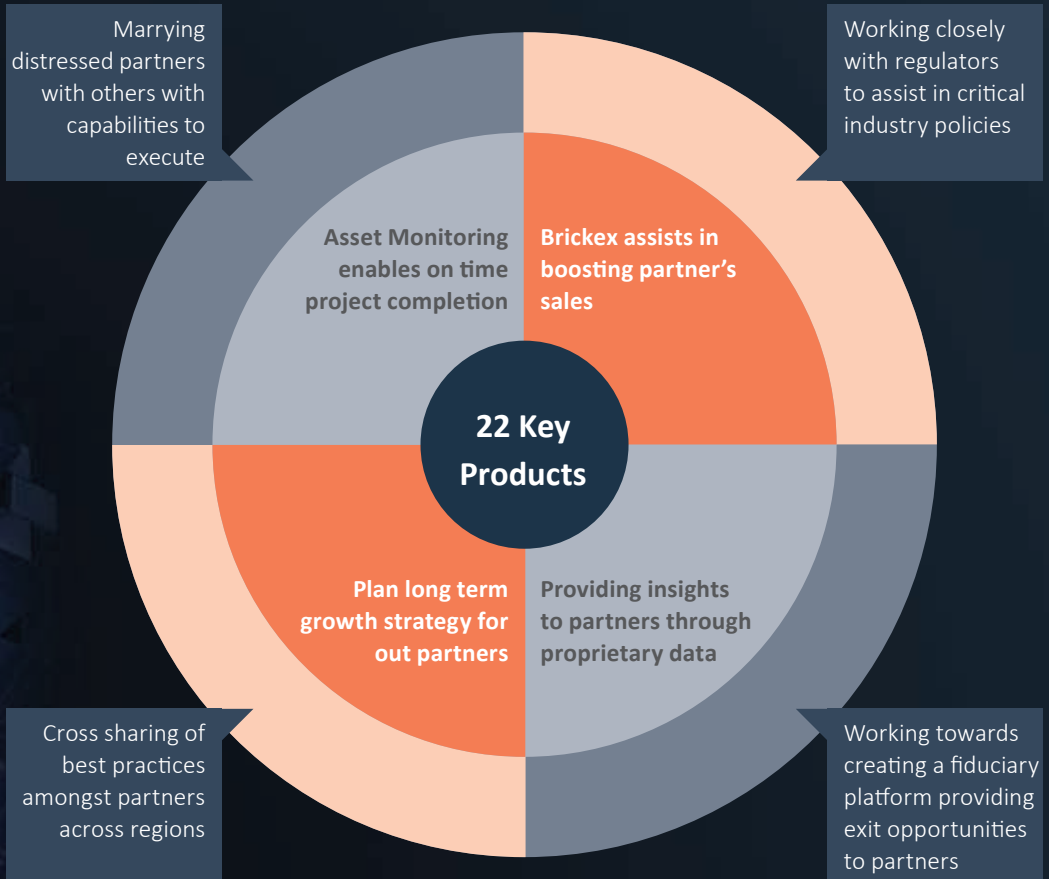 Marrying
distressed partners
with others with
capabilities to
execute
Working closely
with regulators
to assist in critical
industry policies
Asset Monitoring
enables on time
project completion
Brickex assists in
boosting partner’s
sales
22 Key
Products
Plan long term
growth strategy for
out partners
Providing insights
to partners through
proprietary data
Cross sharing of
best practices
amongst partners
across regions
Working towards
creating a fiduciary
platform providing
exit opportunities
to partners